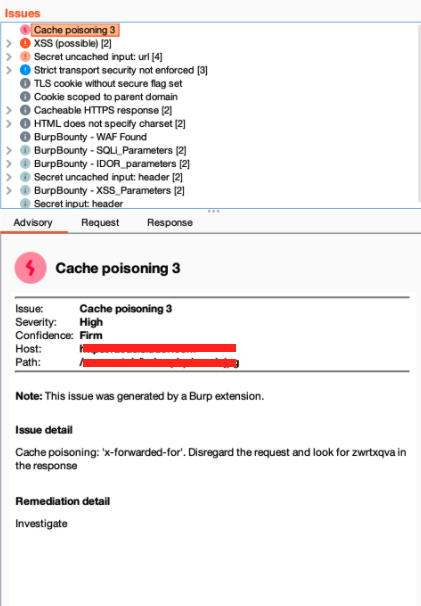 Issues
Cache poisoning 3
XSS (possible) [2]
Secret uncached input: url [4]
Strict transport security not enforced [3]
TLS cookie without secure flag set
Cookie scoped to parent domain
Cacheable HTTPS response [2]
HTML does not specify charset [2]
BurpBounty - WAF Found
BurpBounty - SQLi_Parameters [2]
BurpBounty - IDOR_parameters [2]
Secret uncached input: header [2]
BurpBounty - XSS_Parameters [2]
Secret input: header
Advisory Request Response
Cache poisoning 3
Issue: Cache poisoning 3
Severity: High
Confidence: Firm
Host:
Path: /
Note: This issue was generated by a Burp extension.
Issue detail
Cache poisoning: 'x-forwarded-for'. Disregard the request and look for zwrtxqva in
the response
Remediation detail
Investigate